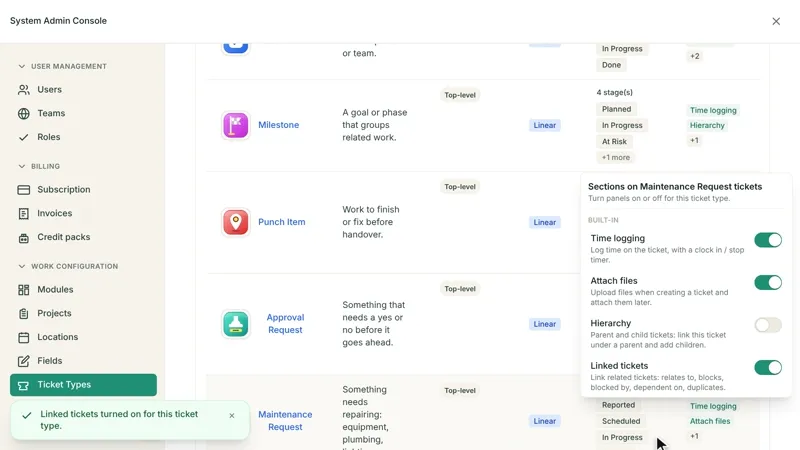 System Admin Console
USER MANAGEMENT
Users
Teams
Roles
BILLING
Subscription
Invoices
Credit packs
WORK CONFIGURATION
Modules
Projects
Locations
Fields
Ticket Types
or team.
In Progress
Done
+2
Milestone
A goal or phase
that groups
related work.
Top-level
Linear
4 stage(s)
Planned
In Progress
At Risk
+1 more
Time logging
Hierarchy
+1
Punch Item
Work to finish
or fix before
handover.
Top-level
Linear
Approval
Request
Something that
needs a yes or
no before it
goes ahead.
Top-level
Linear
Maintenance
Request
Something
needs
repairing:
equipment,
plumbing,
Top-level
Linear
Reported
Scheduled
In Progress
Time logging
Attach files
+1
Sections on Maintenance Request tickets
Turn panels on or off for this ticket type.
BUILT-IN
Time logging
Log time on the ticket, with a clock in / stop
timer.
Attach files
Upload files when creating a ticket and
attach them later.
Hierarchy
Parent and child tickets: link this ticket
under a parent and add children.
Linked tickets
Link related tickets: relates to, blocks,
blocked by, dependent on, duplicates.
Linked tickets turned on for this ticket
type.